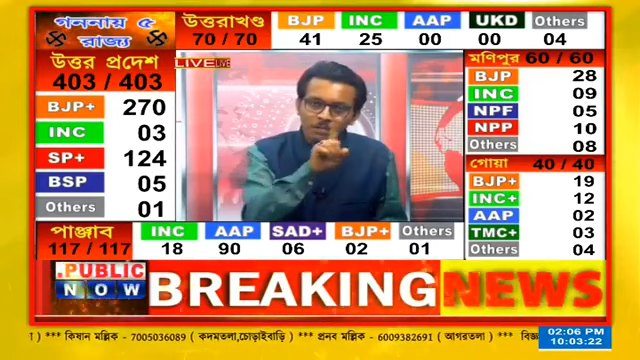 গননায় ৫
রাজ্য
উত্তরাখণ্ড
70 / 70
BJP INC AAP UKD Others
41 25 00 00 04
উত্তর প্রদেশ
403 / 403
BJP+ 270
INC 03
SP+ 124
BSP 05
Others 01
LIVE
মণিপুর 60 / 60
BJP 28
INC 09
NPF 05
NPP 10
Others 08
গোয়া 40 / 40
BJP+ 19
INC+ 12
AAP 02
TMC+ 03
Others 04
পাঞ্জাব
117 / 117
INC AAP SAD+ BJP+ Others
18 90 06 02 01
.PUBLIC
NOW
BREAKING NEWS
) *** কিষান মল্লিক - 7005036089 ( কদমতলা,চোড়াইবাড়ি) *** প্রনব মল্লিক - 6009382691 (আগরতলা) *** বিজ্ঞ
02:06 PM
10:03:22